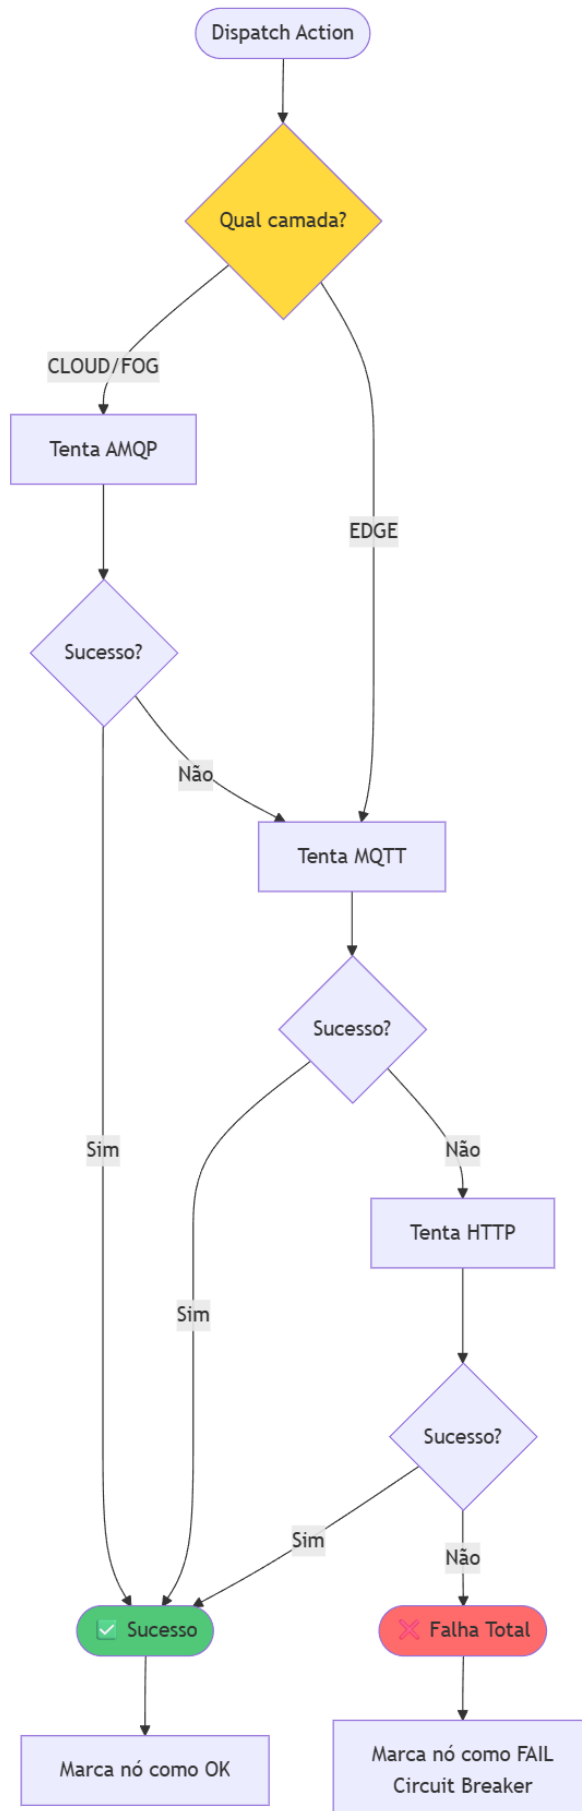 Dispatch Action
Qual camada?
CLOUD/FOG
Tenta AMQP
EDGE
Sucesso?
Não
Tenta MQTT
Sucesso?
Sim
Não
Tenta HTTP
Sim
Sucesso?
Sim
Não
✅ Sucesso
❌ Falha Total
Marca nó como OK
Marca nó como FAIL
Circuit Breaker